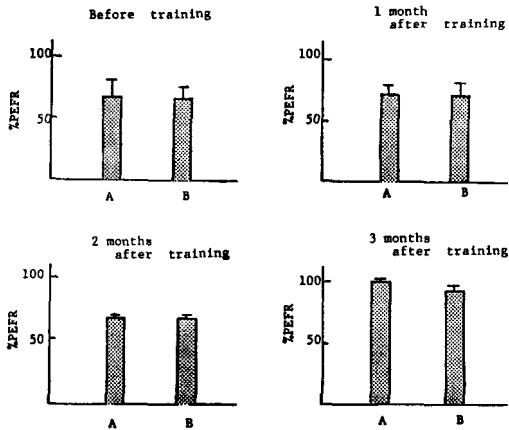 Before training
100
50
%PEFR
A B
1 month
after training
100
50
%PEFR
A B
2 months
after training
100
50
%PEFR
A B
3 months
after training
100
50
%PEFR
A B